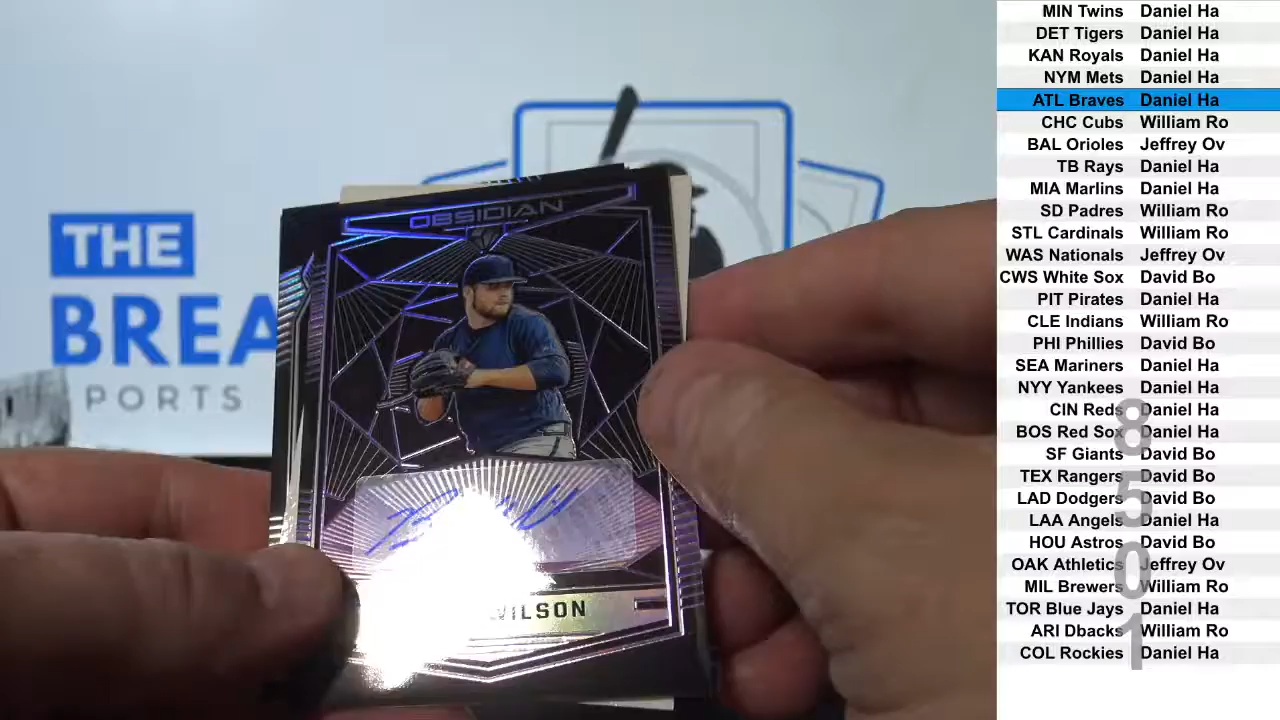 THE
BREA
PORTS
OBSIDIAN
WILSON
MIN Twins Daniel Ha
DET Tigers Daniel Ha
KAN Royals Daniel Ha
NYM Mets Daniel Ha
ATL Braves Daniel Ha
CHC Cubs William Ro
BAL Orioles Jeffrey Ov
TB Rays Daniel Ha
MIA Marlins Daniel Ha
SD Padres William Ro
STL Cardinals William Ro
WAS Nationals Jeffrey Ov
CWS White Sox David Bo
PIT Pirates Daniel Ha
CLE Indians William Ro
PHI Phillies David Bo
SEA Mariners Daniel Ha
NYY Yankees Daniel Ha
CIN Reds Daniel Ha
BOS Red Sox Daniel Ha
SF Giants David Bo
TEX Rangers David Bo
LAD Dodgers David Bo
LAA Angels Daniel Ha
HOU Astros David Bo
OAK Athletics Jeffrey Ov
MIL Brewers William Ro
TOR Blue Jays Daniel Ha
ARI Dbacks William Ro
COL Rockies Daniel Ha
8501